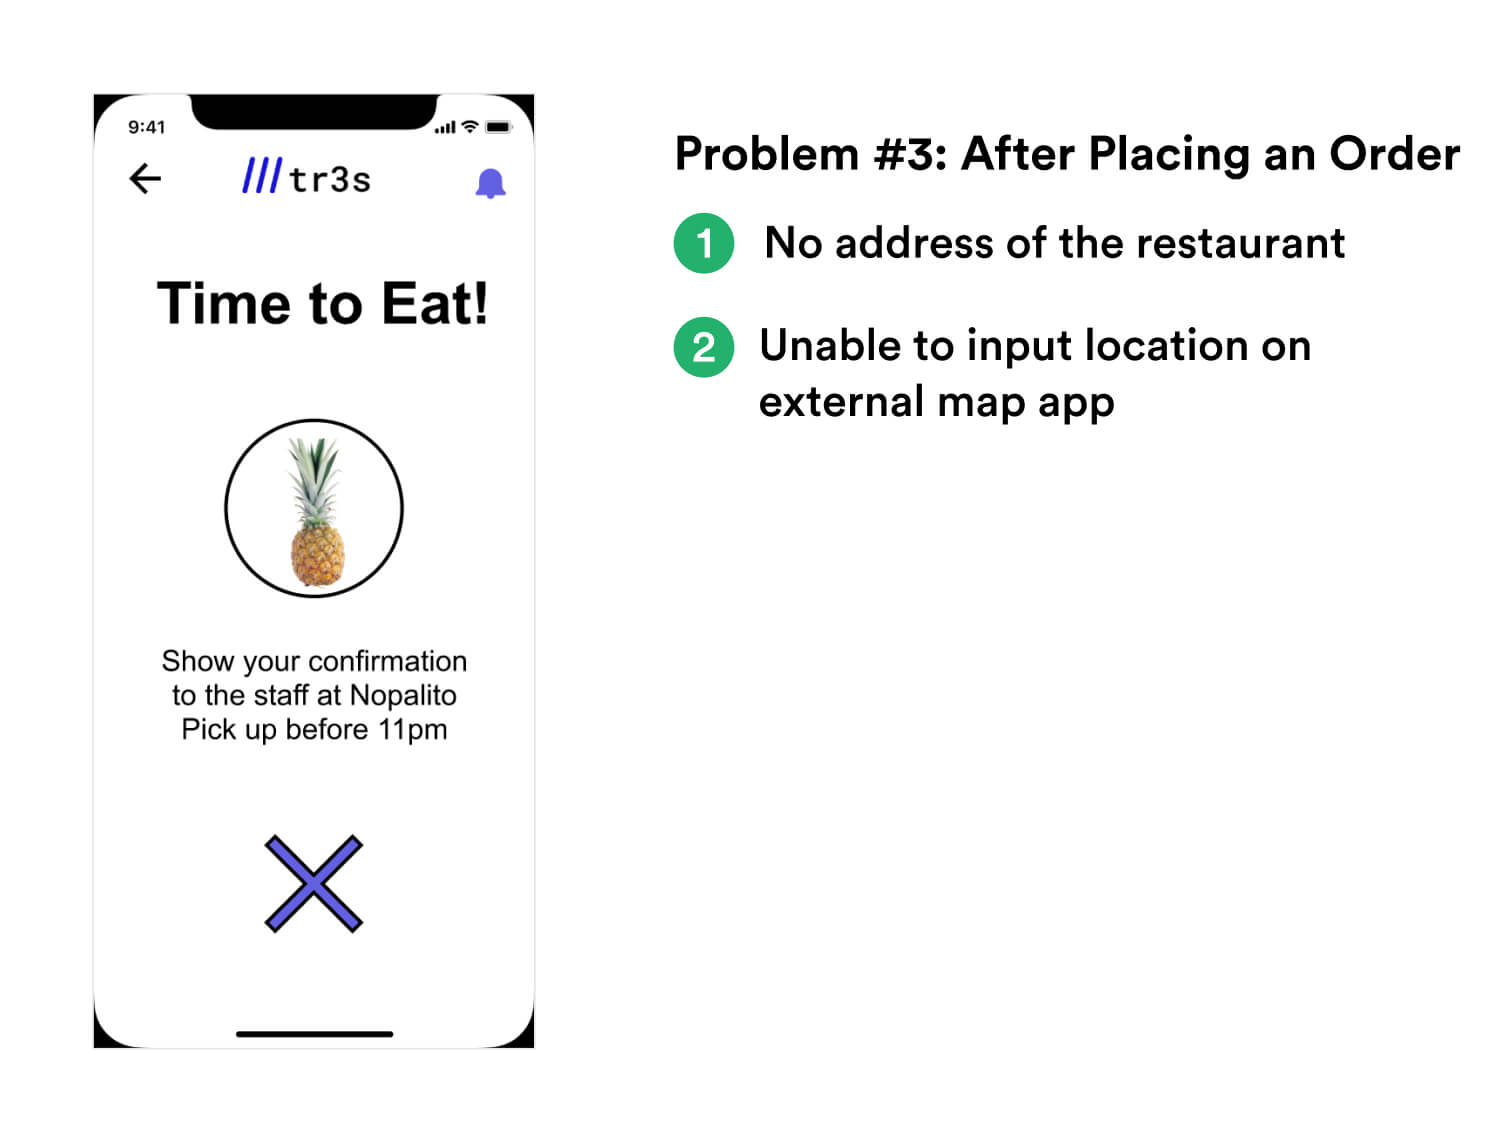 9:41
tr3s
Time to Eat!
Show your confirmation
to the staff at Nopalito
Pick up before 11pm
Problem #3: After Placing an Order
1 No address of the restaurant
2 Unable to input location on
external map app